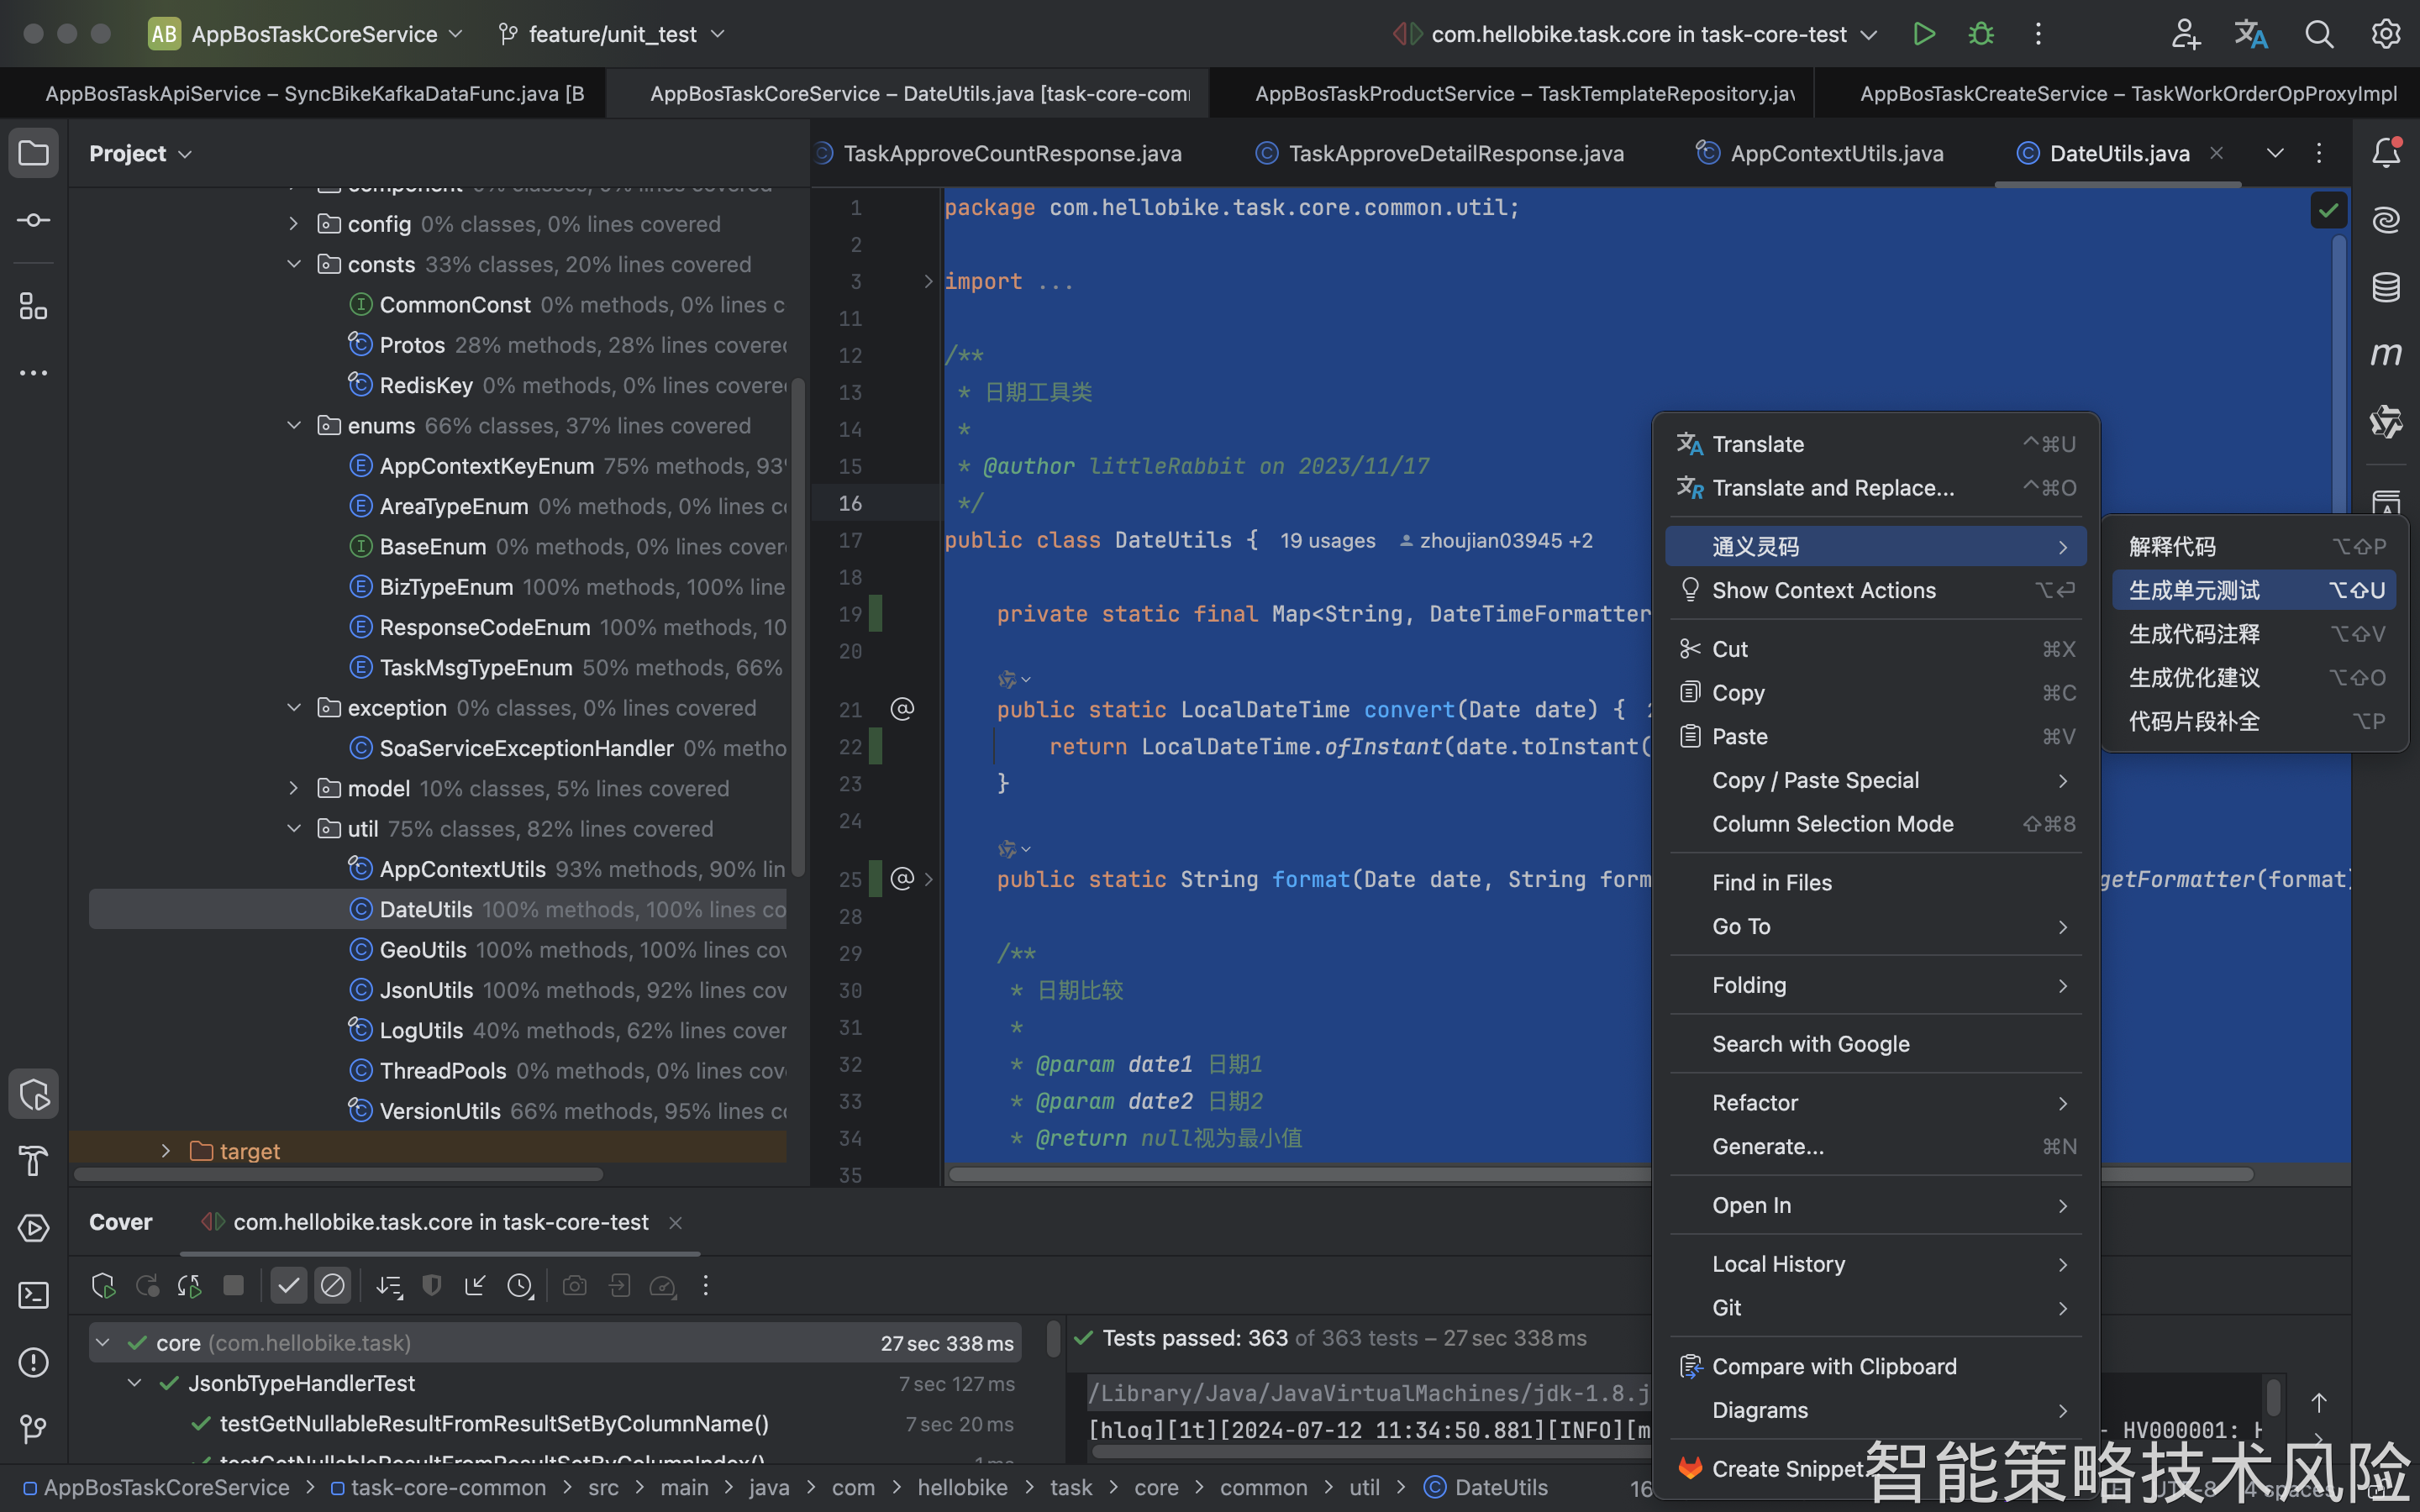 AB AppBosTaskCoreService feature/unit_test com.hellobike.task.core in task-core-test
AppBosTaskApiService – SyncBikeKafkaDataFunc.java [B
AppBosTaskCoreService – DateUtils.java [task-core-com
AppBosTaskProductService – TaskTemplateRepository.jav
AppBosTaskCreateService – TaskWorkOrderOpProxyImpl
Project
config 0% classes, 0% lines covered
consts 33% classes, 20% lines covered
CommonConst 0% methods, 0% lines c
Protos 28% methods, 28% lines covere
RedisKey 0% methods, 0% lines covere
enums 66% classes, 37% lines covered
AppContextKeyEnum 75% methods, 93
AreaTypeEnum 0% methods, 0% lines c
BaseEnum 0% methods, 0% lines cover
BizTypeEnum 100% methods, 100% line
ResponseCodeEnum 100% methods, 10
TaskMsgTypeEnum 50% methods, 66%
exception 0% classes, 0% lines covered
SoaServiceExceptionHandler 0% metho
model 10% classes, 5% lines covered
util 75% classes, 82% lines covered
AppContextUtils 93% methods, 90% lin
DateUtils 100% methods, 100% lines co
GeoUtils 100% methods, 100% lines cov
JsonUtils 100% methods, 92% lines cov
LogUtils 40% methods, 62% lines cover
ThreadPools 0% methods, 0% lines cov
VersionUtils 66% methods, 95% lines c
target
TaskApproveCountResponse.java TaskApproveDetailResponse.java AppContextUtils.java DateUtils.java
1 package com.hellobike.task.core.common.util;
2
3 import ...
11
12 /**
13 * 日期工具类
14 *
15 * @author littleRabbit on 2023/11/17
16 */
17 public class DateUtils { 19 usages zhoujian03945 +2
18
19 private static final Map<String, DateTimeFormatter
20
21 public static LocalDateTime convert(Date date) {
22 return LocalDateTime.ofInstant(date.toInstant(
23 }
24
25 public static String format(Date date, String form getFormatter(format
28
29 /**
30 * 日期比较
31 *
32 * @param date1 日期1
33 * @param date2 日期2
34 * @return null视为最小值
35
Translate ^⌘U
Translate and Replace... ^⌘O
通义灵码
Show Context Actions ⌥⏎
Cut ⌘X
Copy ⌘C
Paste ⌘V
Copy / Paste Special
Column Selection Mode ⇧⌘8
Find in Files
Go To
Folding
Search with Google
Refactor
Generate... ⌘N
Open In
Local History
Git
Compare with Clipboard
Diagrams
Create Snippet...
解释代码 ⌥⇧P
生成单元测试 ⌥⇧U
生成代码注释 ⌥⇧V
生成优化建议 ⌥⇧O
代码片段补全 ⌥P
Cover com.hellobike.task.core in task-core-test
core (com.hellobike.task) 27 sec 338 ms
JsonbTypeHandlerTest 7 sec 127 ms
testGetNullableResultFromResultSetByColumnName() 7 sec 20 ms
testGetNullableResultFromResultSetByColumnIndex()
Tests passed: 363 of 363 tests – 27 sec 338 ms
/Library/Java/JavaVirtualMachines/jdk-1.8.j
[hlog][1t][2024-07-12 11:34:50.881][INFO][m - HV000001: H
AppBosTaskCoreService > task-core-common > src > main > java > com > hellobike > task > core > common > util > DateUtils 16 UTF-8 4 spaces
智能策略技术风险